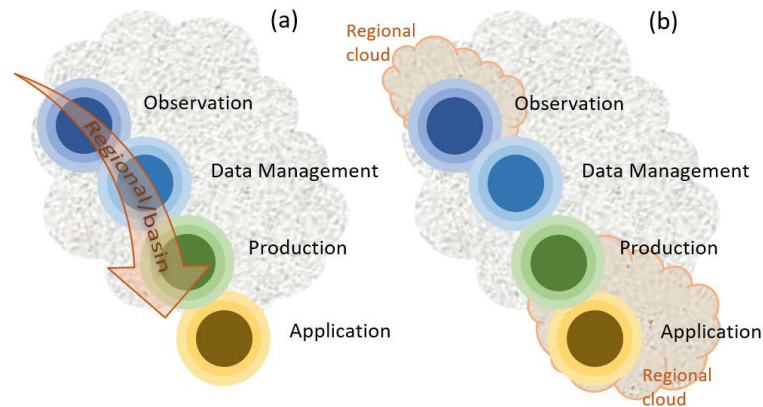 (a)
Observation
Data Management
Production
Application
Regional/basin
(b)
Regional
cloud
Observation
Data Management
Production
Application
Regional
cloud